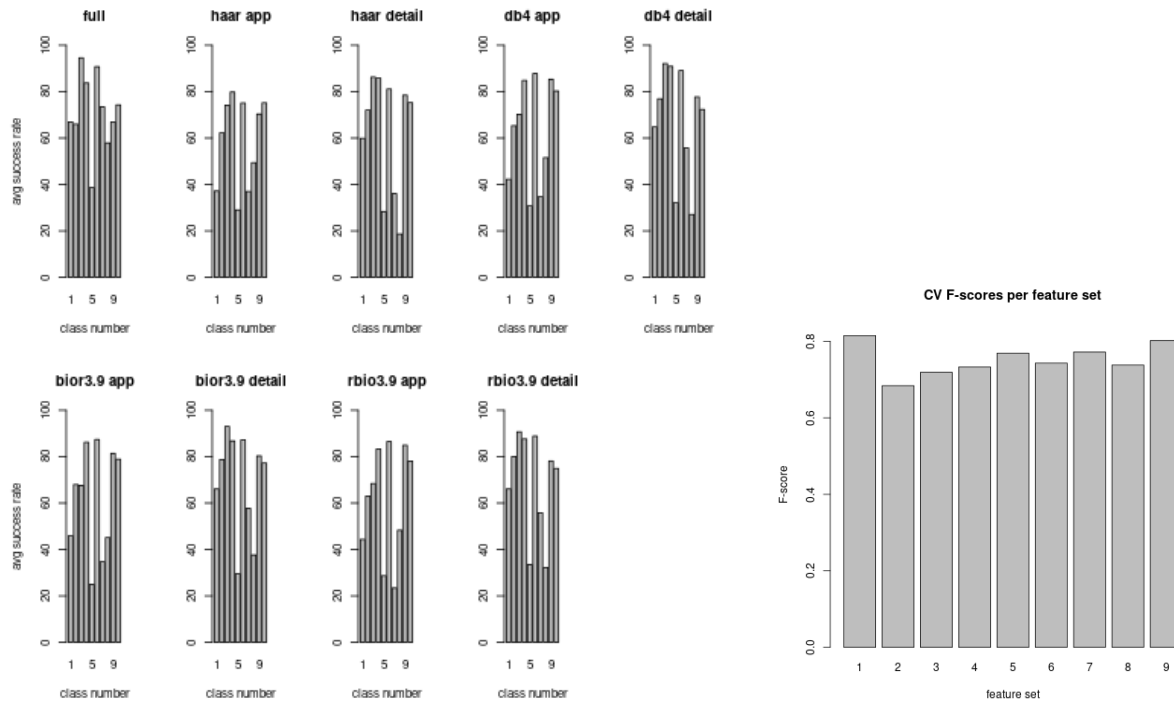 full
haar app
haar detail
db4 app
db4 detail
avg success rate
0 20 40 60 80 100
0 20 40 60 80 100
0 20 40 60 80 100
0 20 40 60 80 100
0 20 40 60 80 100
1 5 9
1 5 9
1 5 9
1 5 9
1 5 9
class number
class number
class number
class number
class number
bior3.9 app
bior3.9 detail
rbio3.9 app
rbio3.9 detail
avg success rate
0 20 40 60 80 100
0 20 40 60 80 100
0 20 40 60 80 100
0 20 40 60 80 100
1 5 9
1 5 9
1 5 9
1 5 9
class number
class number
class number
class number
CV F-scores per feature set
F-score
0.0 0.2 0.4 0.6 0.8
1 2 3 4 5 6 7 8 9
feature set